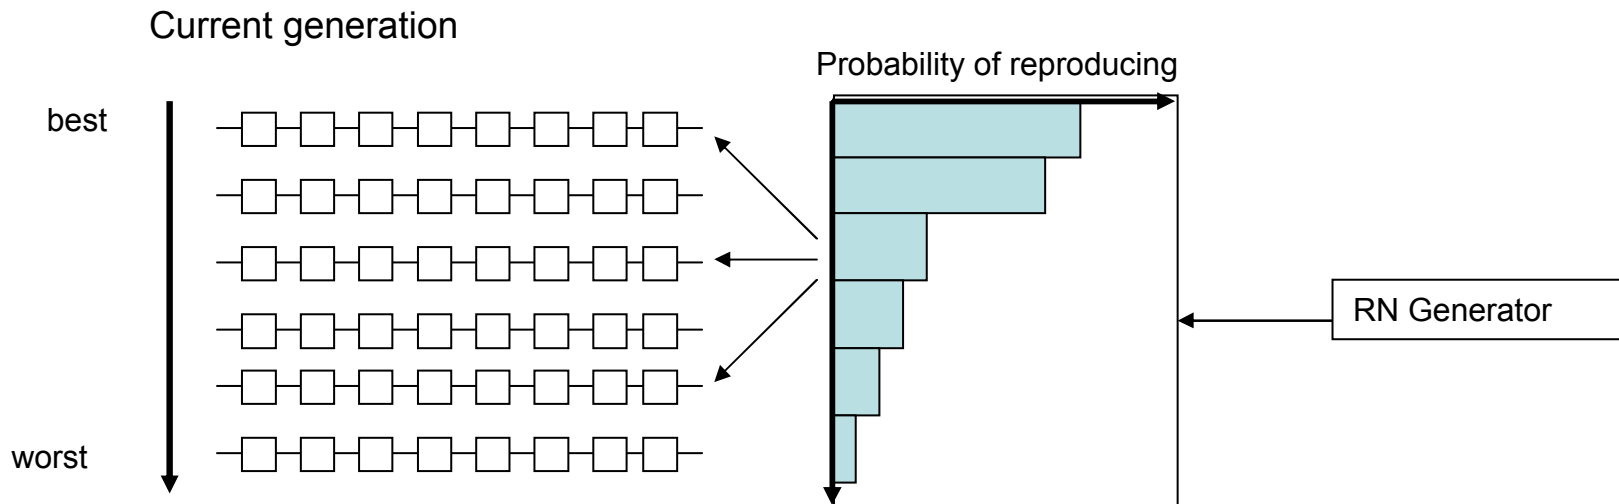 Current generation
Probability of reproducing
best
RN Generator
worst